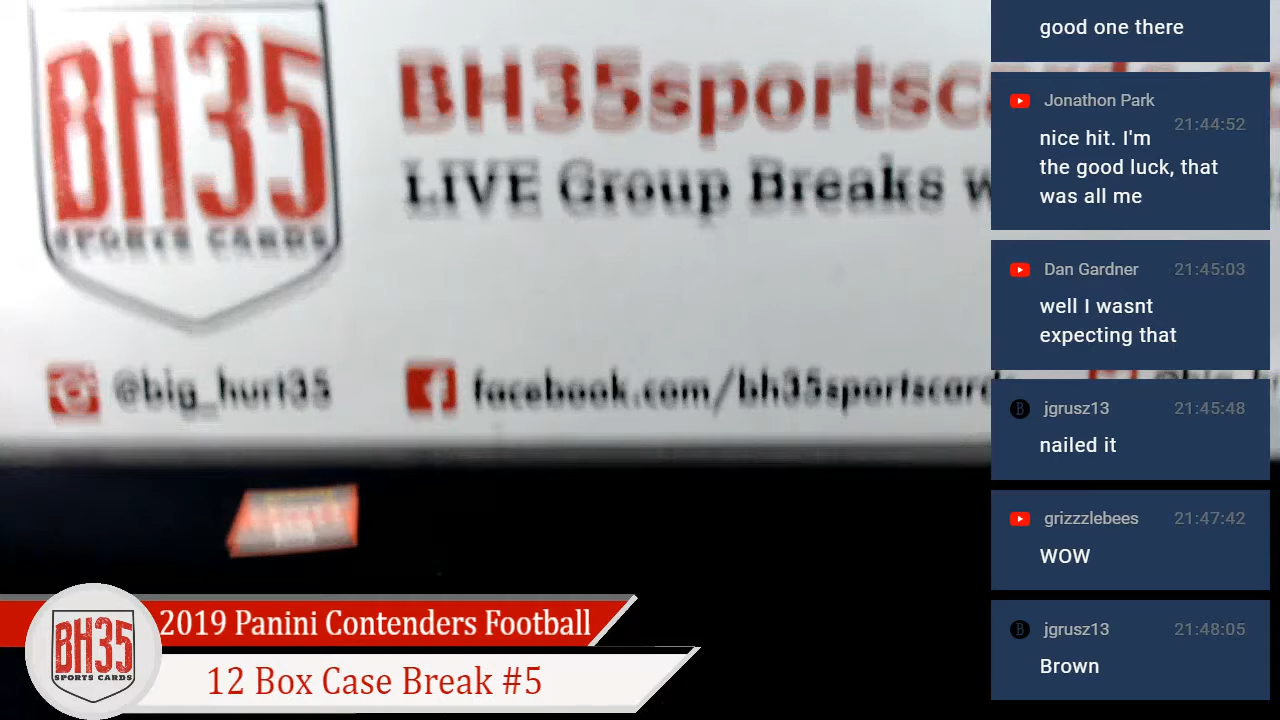 BH35
SPORTS CARDS
BH35sportsc
LIVE Group Breaks w
@big_hurt35
facebook.com/bh35sportscard
2019 Panini Contenders Football
12 Box Case Break #5
BH35
SPORTS CARDS
good one there
Jonathon Park
21:44:52
nice hit. I'm
the good luck, that
was all me
Dan Gardner 21:45:03
well I wasnt
expecting that
jgrusz13 21:45:48
nailed it
grizzzlebees 21:47:42
WOW
jgrusz13 21:48:05
Brown